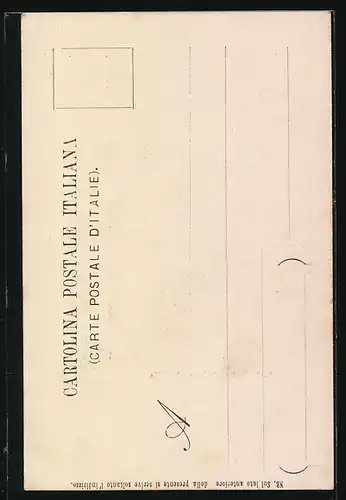 CARTOLINA POSTALE ITALIANA
(CARTE POSTALE D'ITALIE).
A
NB. Sul lato anteriore della presente si scrive soltanto l'indirizzo.